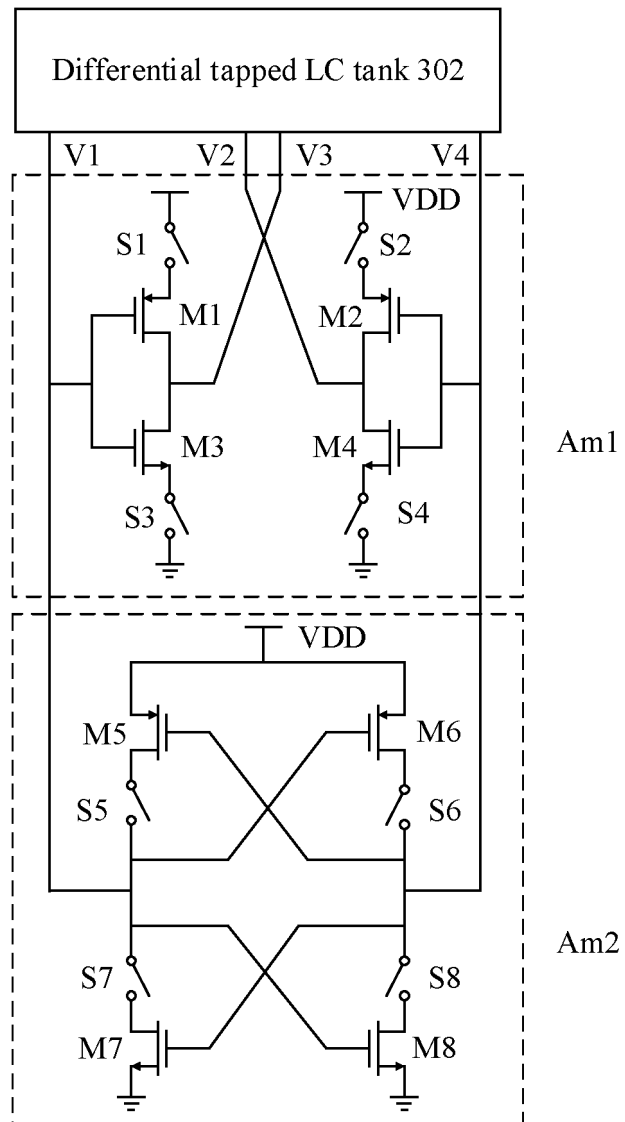 Differential tapped LC tank 302
V1 V2 V3 V4
VDD
S1 S2
M1 M2
M3 M4
Am1
S3 S4
VDD
M5 M6
S5 S6
Am2
S7 S8
M7 M8